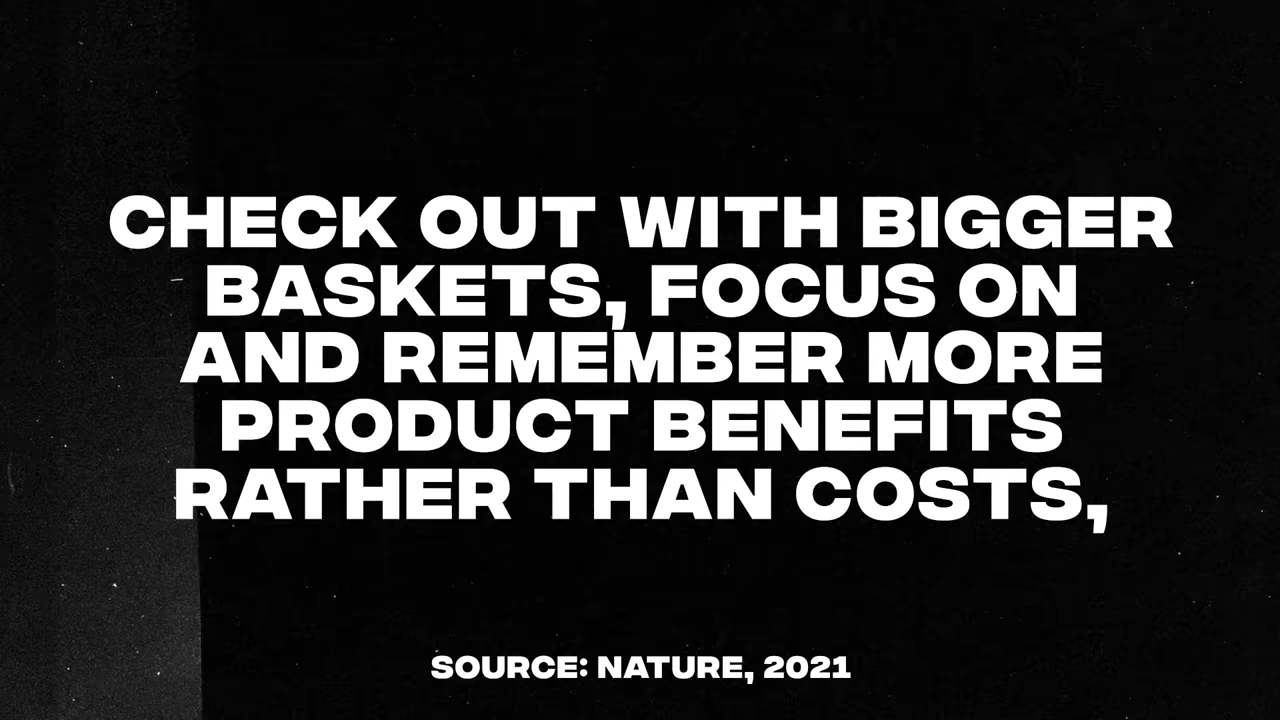 CHECK OUT WITH BIGGER
BASKETS, FOCUS ON
AND REMEMBER MORE
PRODUCT BENEFITS
RATHER THAN COSTS,
SOURCE: NATURE, 2021